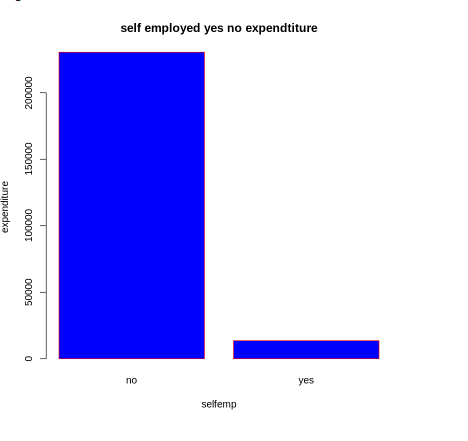 self employed yes no expendtiture
200000
150000
100000
50000
0
expenditure
no yes
selfemp